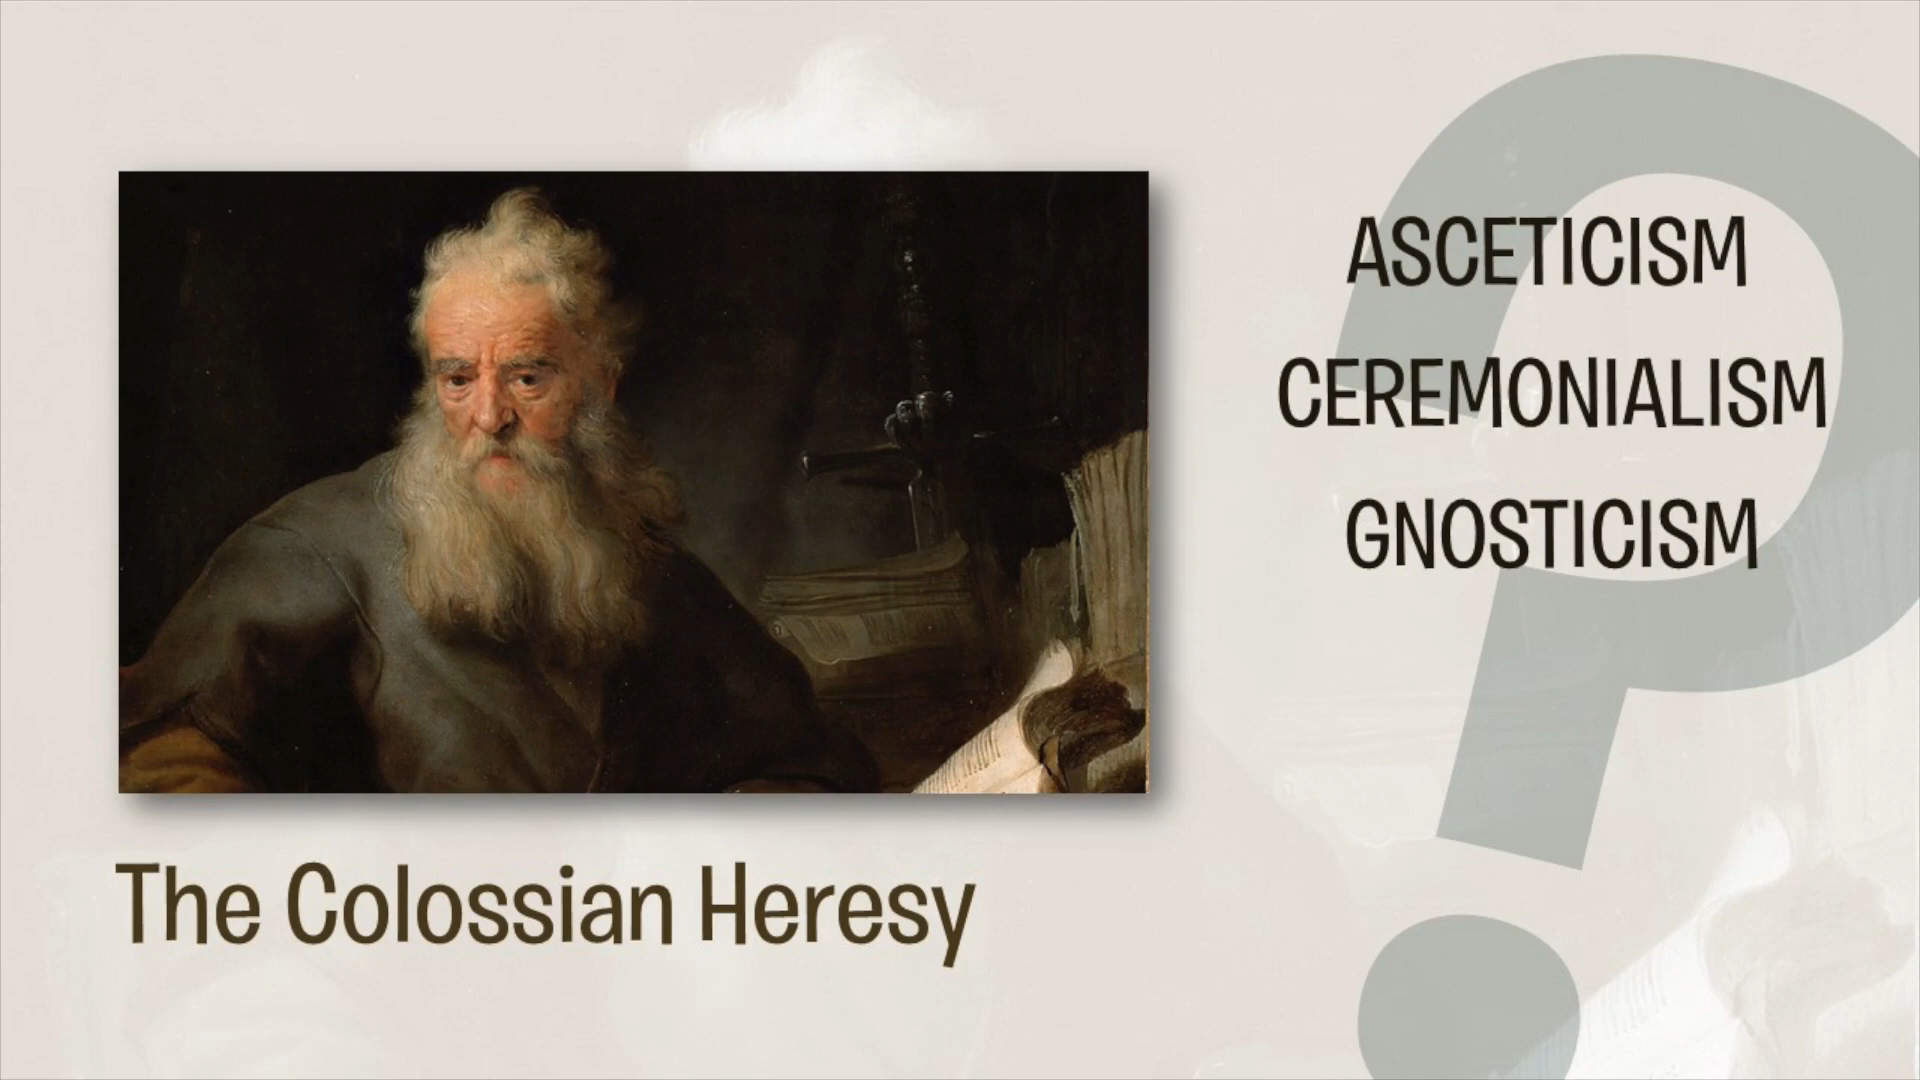 ASCETICISM
CEREMONIALISM
GNOSTICISM
The Colossian Heresy